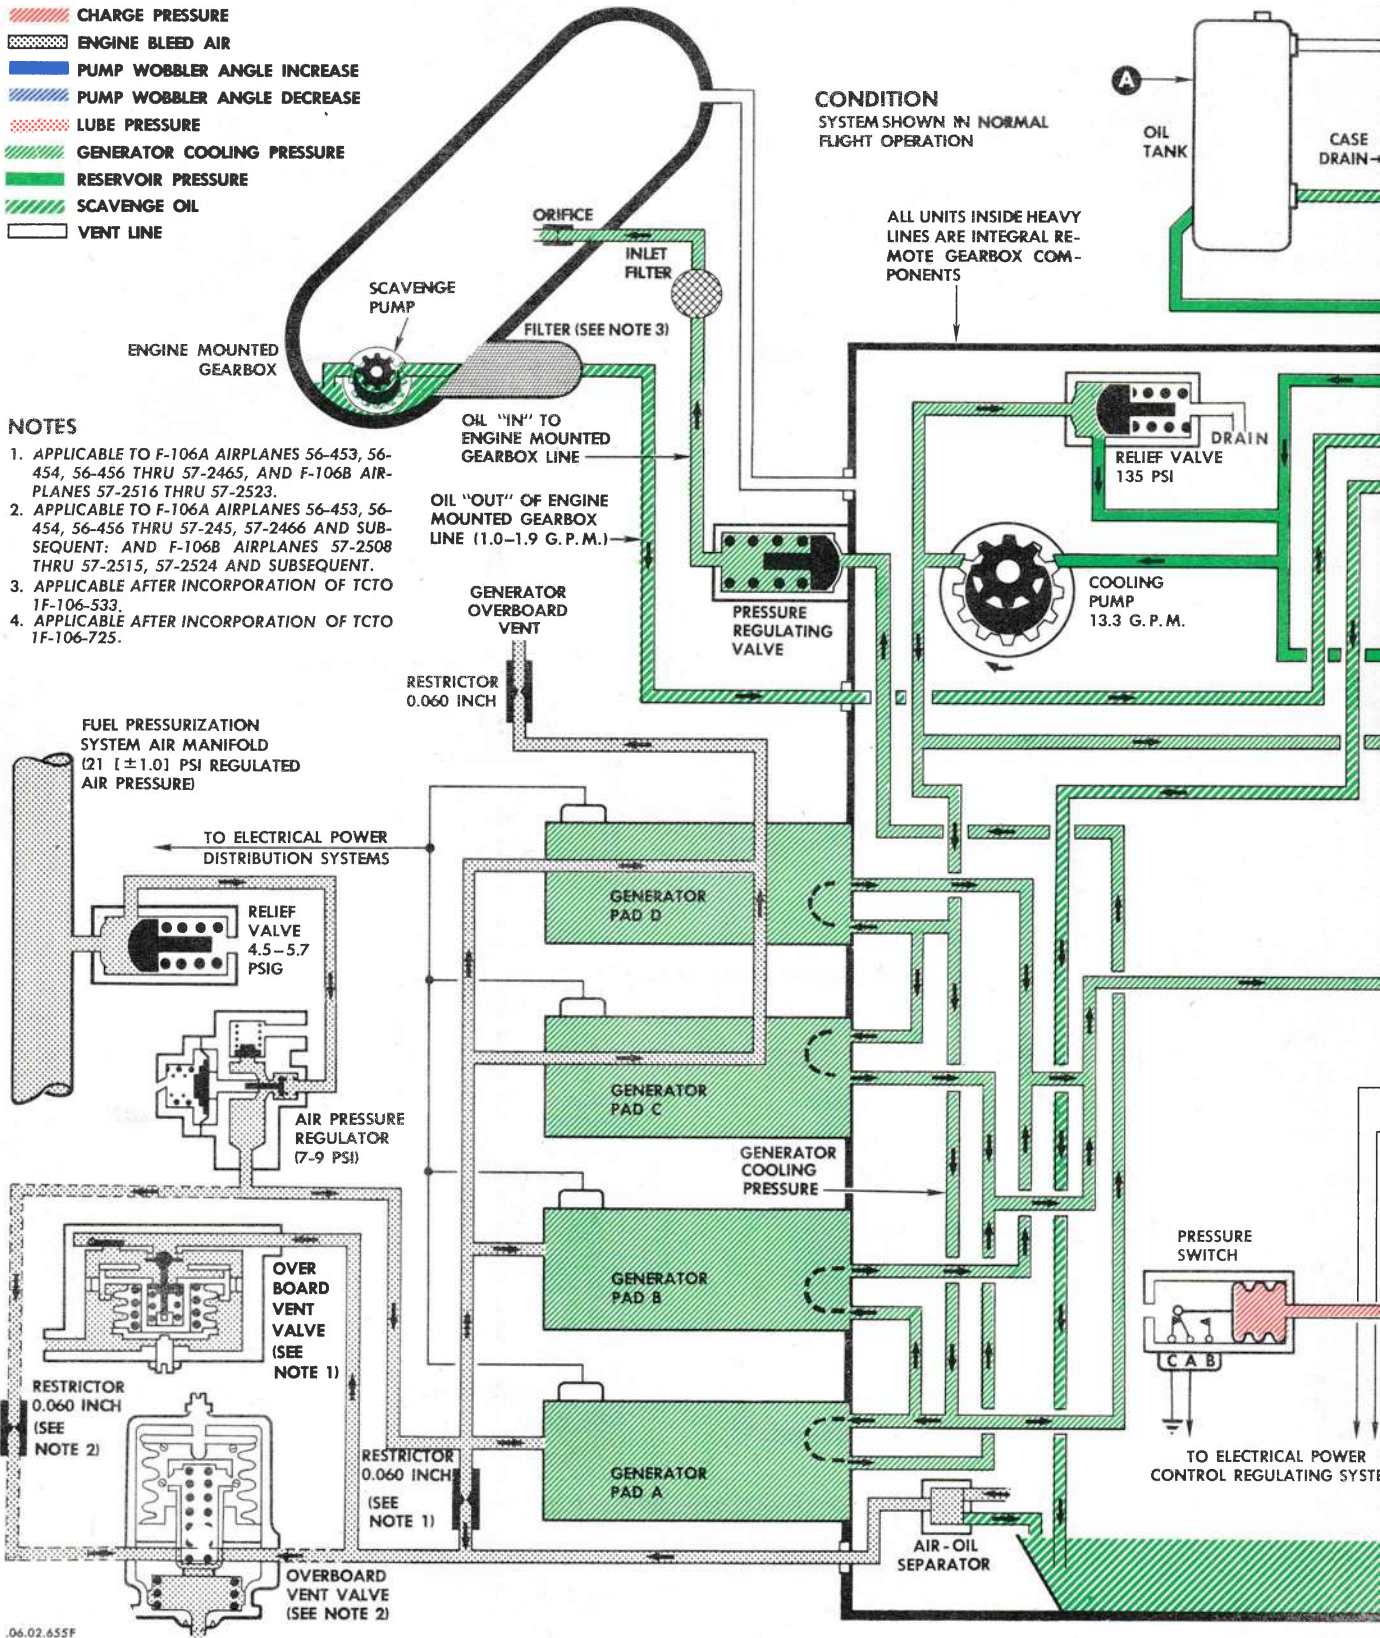 CHARGE PRESSURE
ENGINE BLEED AIR
PUMP WOBBLER ANGLE INCREASE
PUMP WOBBLER ANGLE DECREASE
LUBE PRESSURE
GENERATOR COOLING PRESSURE
RESERVOIR PRESSURE
SCAVENGE OIL
VENT LINE
CONDITION
SYSTEM SHOWN IN NORMAL
FLIGHT OPERATION
A
OIL
TANK
CASE
DRAIN
ALL UNITS INSIDE HEAVY
LINES ARE INTEGRAL RE-
MOTE GEARBOX COM-
PONENTS
ORIFICE
INLET
FILTER
SCAVENGE
PUMP
FILTER (SEE NOTE 3)
ENGINE MOUNTED
GEARBOX
NOTES
1. APPLICABLE TO F-106A AIRPLANES 56-453, 56-
454, 56-456 THRU 57-2465, AND F-106B AIR-
PLANES 57-2516 THRU 57-2523.
2. APPLICABLE TO F-106A AIRPLANES 56-453, 56-
454, 56-456 THRU 57-245, 57-2466 AND SUB-
SEQUENT: AND F-106B AIRPLANES 57-2508
THRU 57-2515, 57-2524 AND SUBSEQUENT.
3. APPLICABLE AFTER INCORPORATION OF TCTO
1F-106-533.
4. APPLICABLE AFTER INCORPORATION OF TCTO
1F-106-725.
OIL "IN" TO
ENGINE MOUNTED
GEARBOX LINE
OIL "OUT" OF ENGINE
MOUNTED GEARBOX
LINE (1.0-1.9 G.P.M.)
DRAIN
RELIEF VALVE
135 PSI
COOLING
PUMP
13.3 G.P.M.
PRESSURE
REGULATING
VALVE
GENERATOR
OVERBOARD
VENT
RESTRICTOR
0.060 INCH
FUEL PRESSURIZATION
SYSTEM AIR MANIFOLD
(21 [±1.0] PSI REGULATED
AIR PRESSURE)
TO ELECTRICAL POWER
DISTRIBUTION SYSTEMS
RELIEF
VALVE
4.5-5.7
PSIG
GENERATOR
PAD D
GENERATOR
PAD C
AIR PRESSURE
REGULATOR
(7-9 PSI)
GENERATOR
COOLING
PRESSURE
OVER
BOARD
VENT
VALVE
(SEE
NOTE 1)
GENERATOR
PAD B
PRESSURE
SWITCH
C A B
RESTRICTOR
0.060 INCH
(SEE
NOTE 2)
RESTRICTOR
0.060 INCH
(SEE
NOTE 1)
GENERATOR
PAD A
TO ELECTRICAL POWER
CONTROL REGULATING SYSTE
AIR-OIL
SEPARATOR
OVERBOARD
VENT VALVE
(SEE NOTE 2)
.06.02.655F